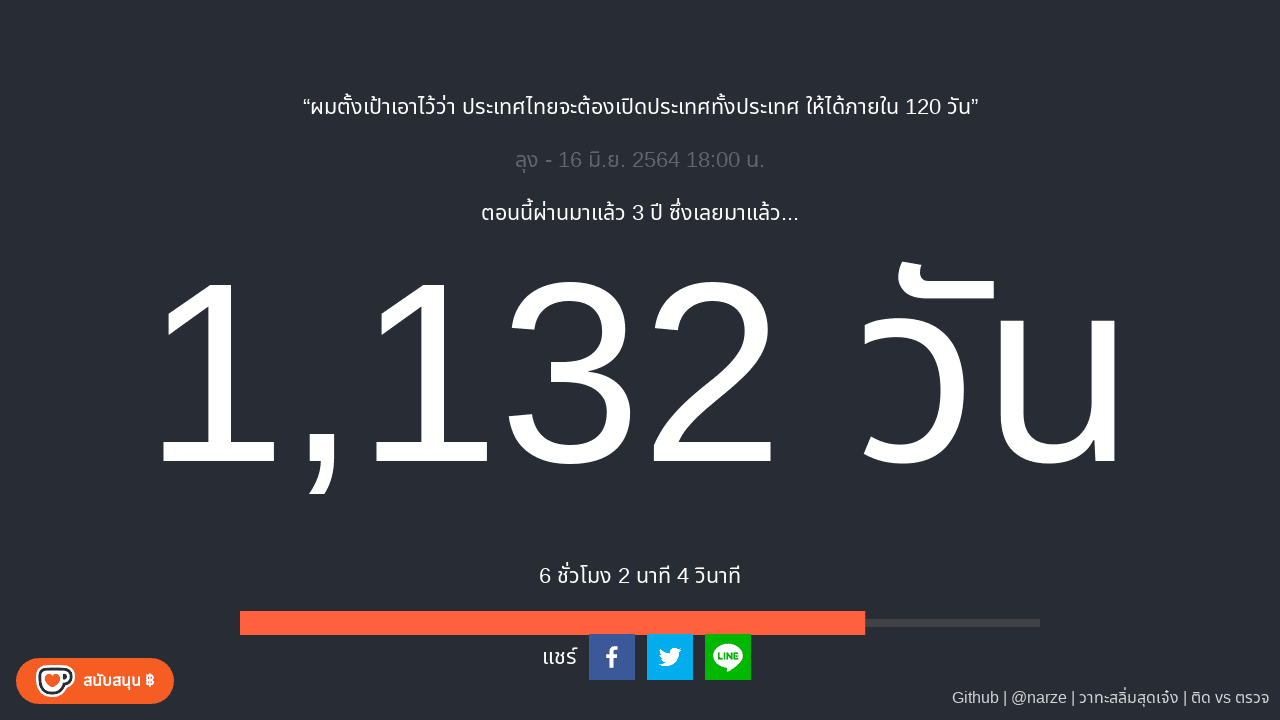 “ผมตั้งเป้าเอาไว้ว่า ประเทศไทยจะต้องเปิดประเทศทั้งประเทศ ให้ได้ภายใน 120 วัน”
ลุง - 16 มิ.ย. 2564 18:00 น.
ตอนนี้ผ่านมาแล้ว 3 ปี ซึ่งเลยมาแล้ว...
1,132 วัน
6 ชั่วโมง 2 นาที 4 วินาที
แชร์
LINE
สนับสนุน ฿
Github | @narze | วาทะสลิ่มสุดเจ๋ง | ติด vs ตรวจ